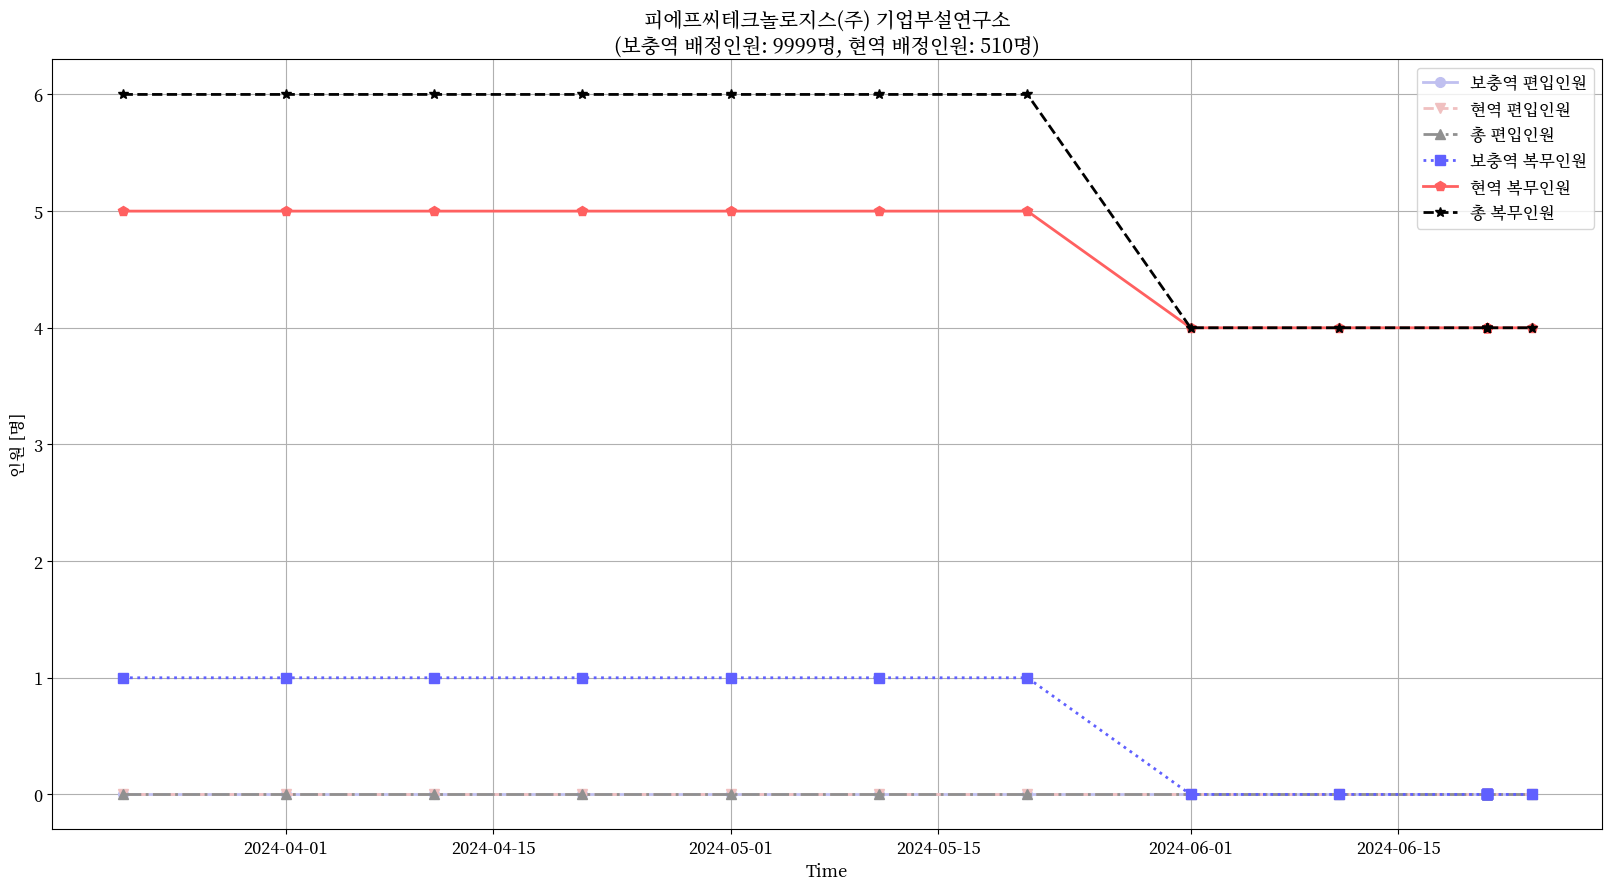 피에프씨테크놀로지스(주) 기업부설연구소
(보충역 배정인원: 9999명, 현역 배정인원: 510명)
보충역 편입인원
현역 편입인원
총 편입인원
보충역 복무인원
현역 복무인원
총 복무인원
인원 [명]
6
5
4
3
2
1
0
2024-04-01
2024-04-15
2024-05-01
2024-05-15
2024-06-01
2024-06-15
Time